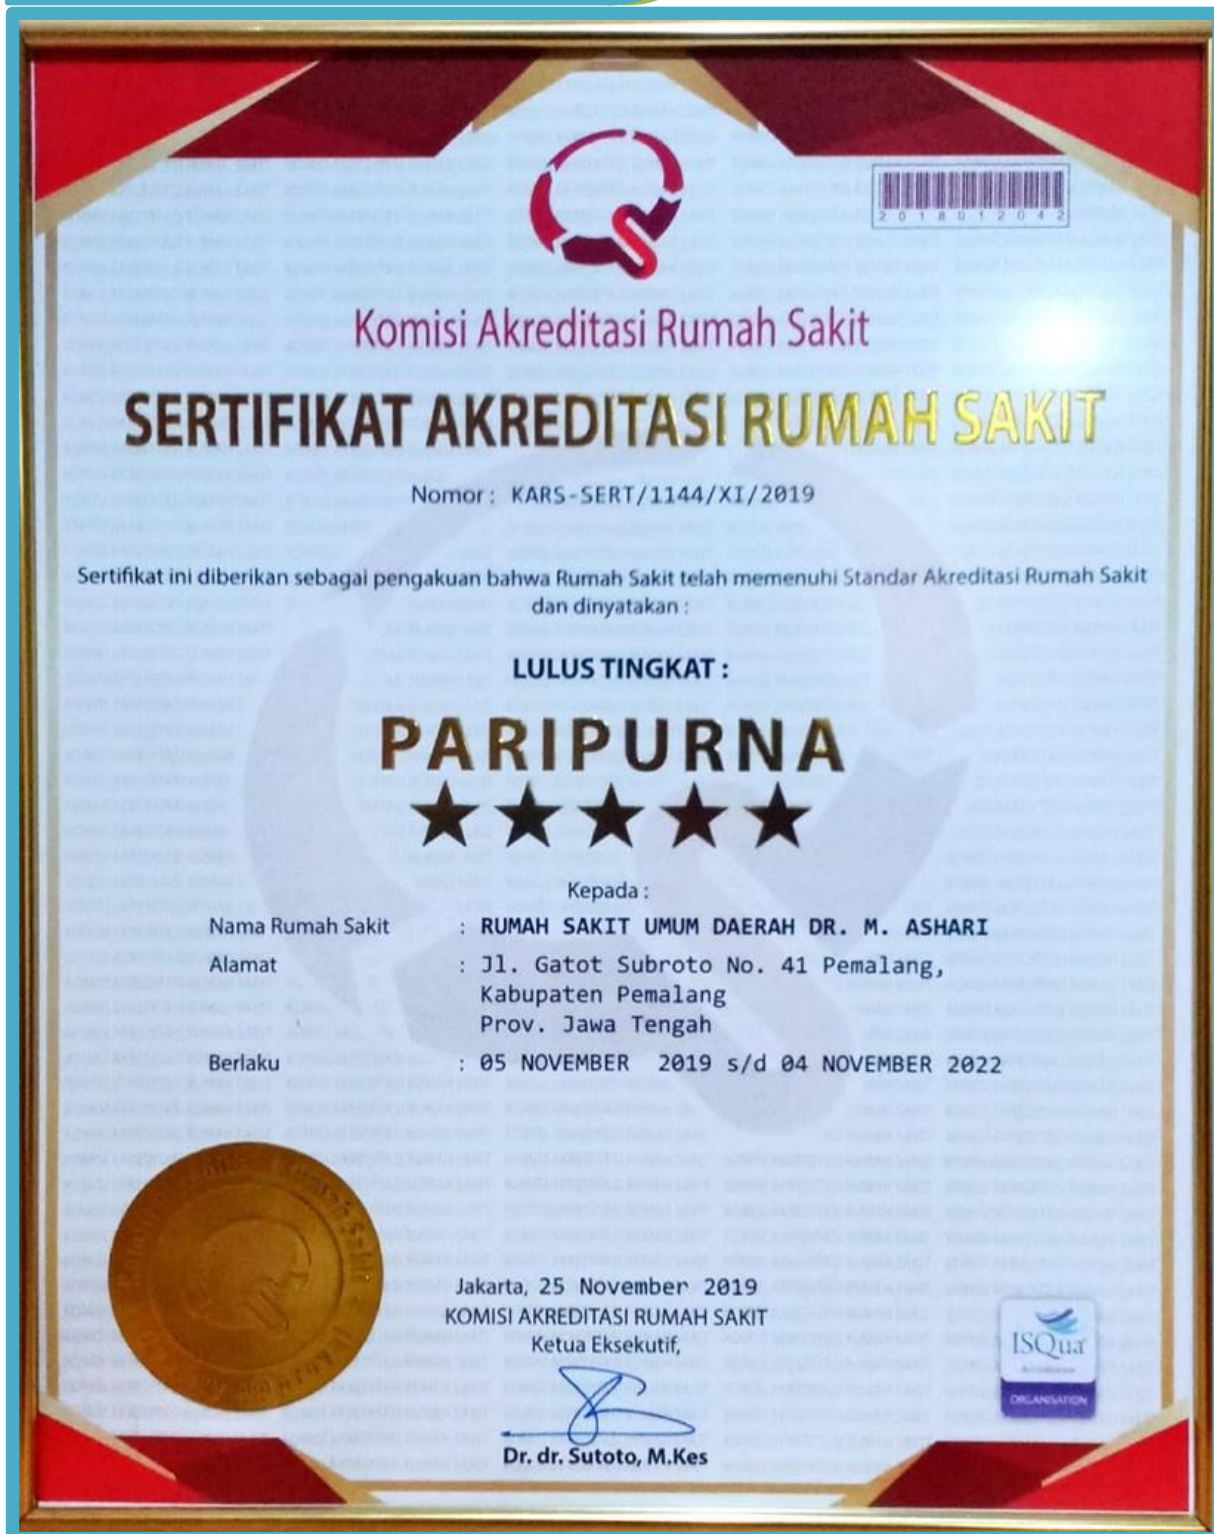 2018012042
Komisi Akreditasi Rumah Sakit
SERTIFIKAT AKREDITASI RUMAH SAKIT
Nomor : KARS-SERT/1144/XI/2019
Sertifikat ini diberikan sebagai pengakuan bahwa Rumah Sakit telah memenuhi Standar Akreditasi Rumah Sakit
dan dinyatakan :
LULUS TINGKAT :
PARIPURNA
Kepada :
Nama Rumah Sakit : RUMAH SAKIT UMUM DAERAH DR. M. ASHARI
Alamat : Jl. Gatot Subroto No. 41 Pemalang,
Kabupaten Pemalang
Prov. Jawa Tengah
Berlaku : 05 NOVEMBER 2019 s/d 04 NOVEMBER 2022
Jakarta, 25 November 2019
KOMISI AKREDITASI RUMAH SAKIT
Ketua Eksekutif,
Dr. dr. Sutoto, M.Kes
ISQua
ORGANISATION